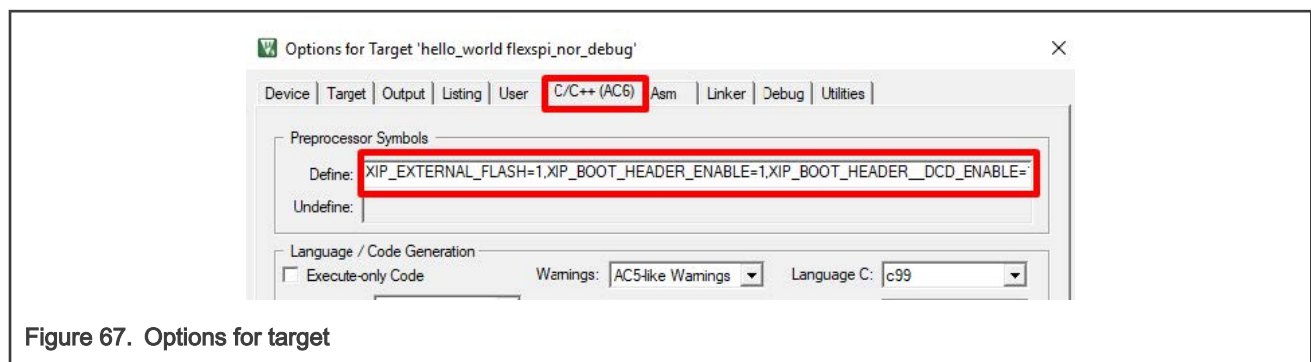 Options for Target 'hello_world flexspi_nor_debug'
Device Target Output Listing User C/C++ (AC6) Asm Linker Debug Utilities
Preprocessor Symbols
Define: XIP_EXTERNAL_FLASH=1,XIP_BOOT_HEADER_ENABLE=1,XIP_BOOT_HEADER__DCD_ENABLE=
Undefine:
Language / Code Generation
Execute-only Code Warnings: AC5-like Warnings Language C: c99
Figure 67. Options for target